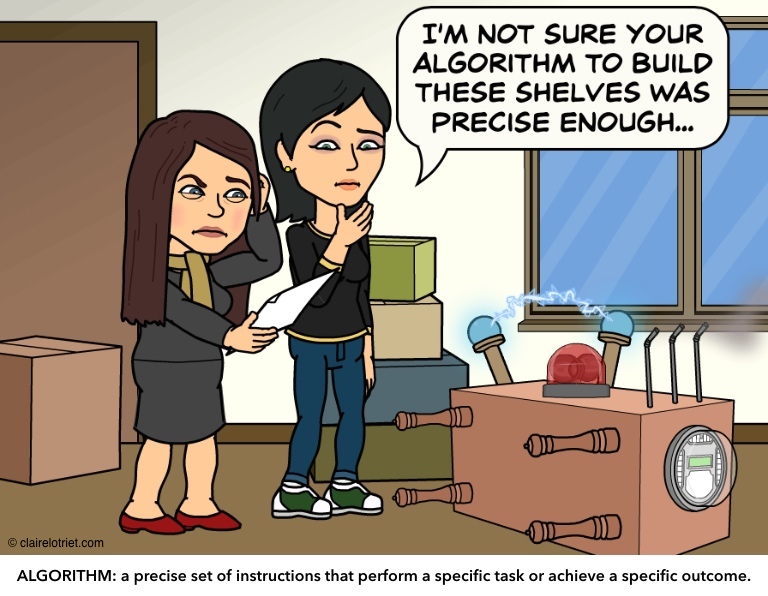 I'M NOT SURE YOUR
ALGORITHM TO BUILD
THESE SHELVES WAS
PRECISE ENOUGH...
© clairelotriet.com
ALGORITHM: a precise set of instructions that perform a specific task or achieve a specific outcome.